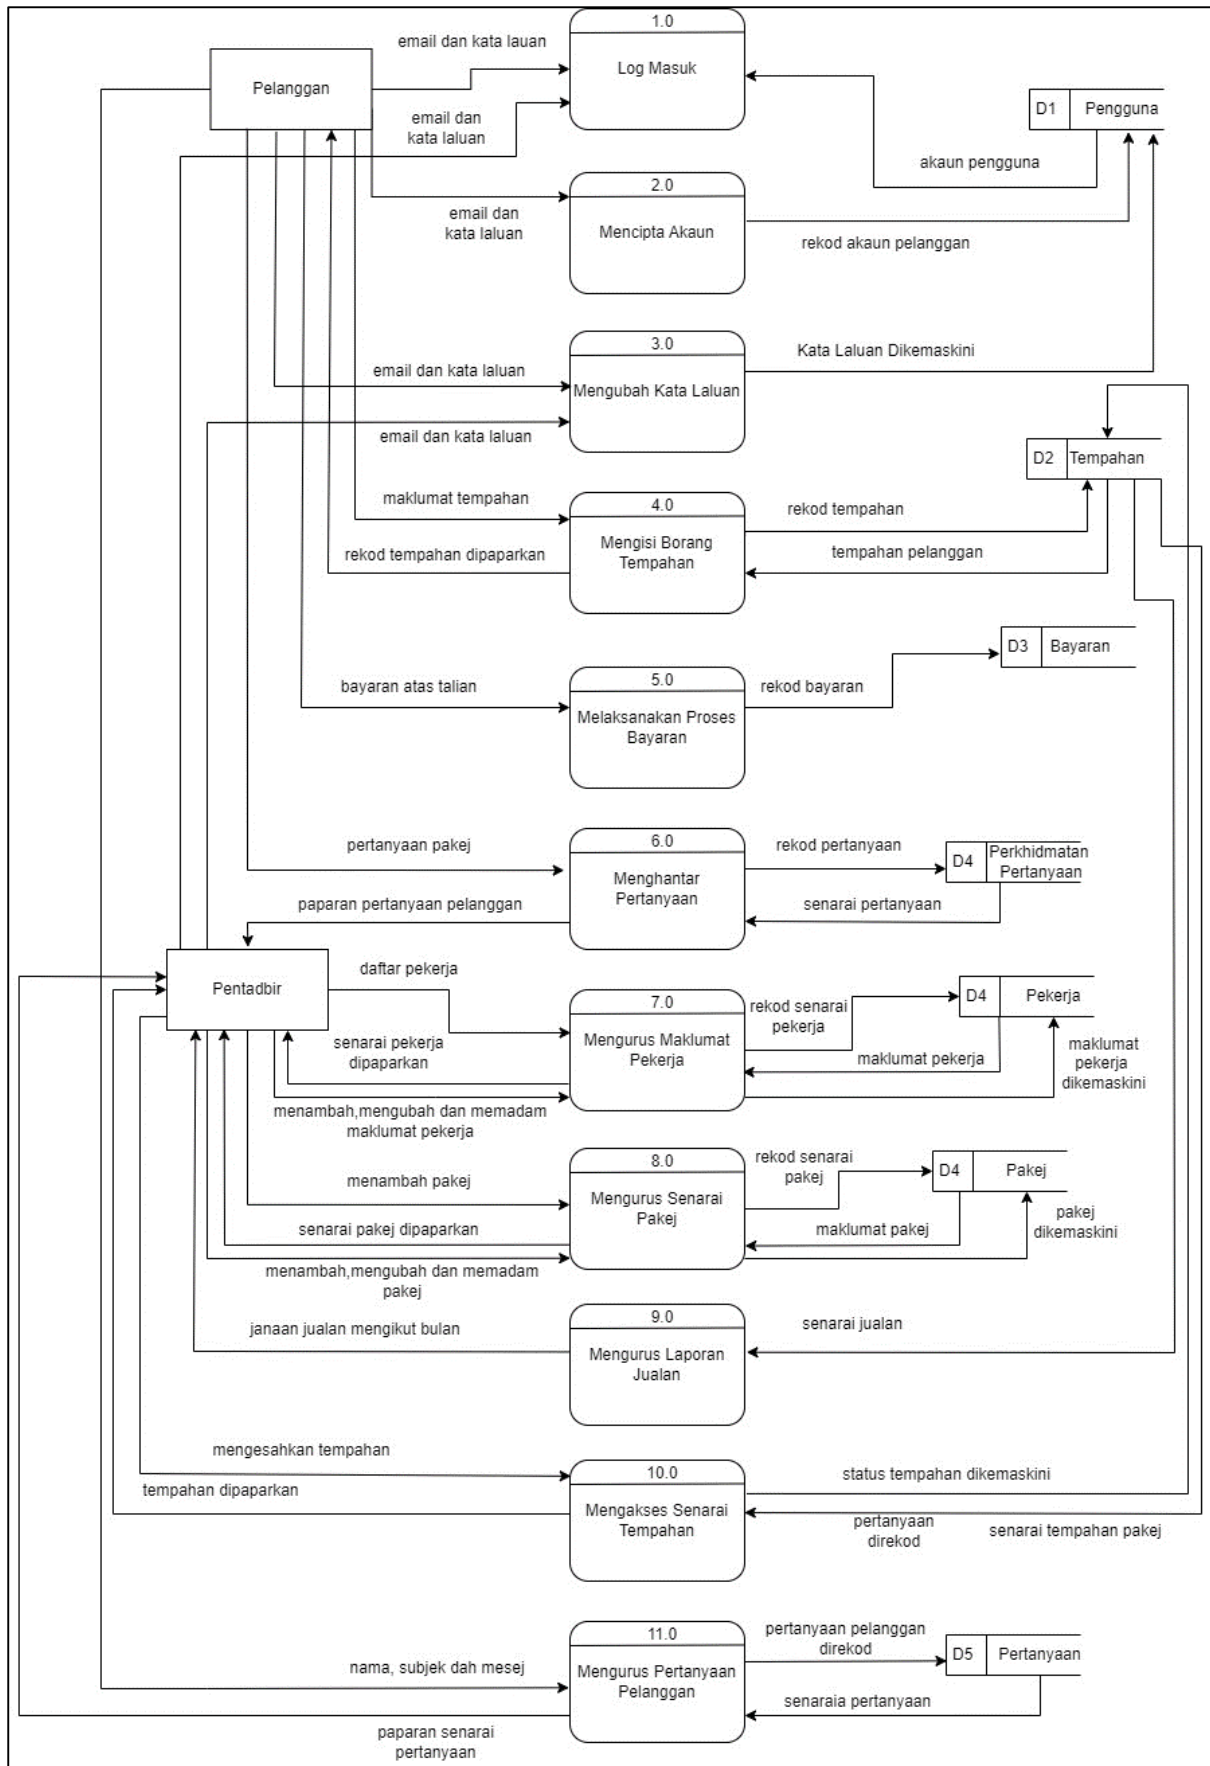 email dan kata lauan
1.0
Log Masuk
Pelanggan
D1
Pengguna
email dan
kata laluan
akaun pengguna
2.0
Mencipta Akaun
email dan
kata laluan
rekod akaun pelanggan
3.0
Mengubah Kata Laluan
Kata Laluan Dikemaskini
email dan kata laluan
email dan kata laluan
D2
Tempahan
maklumat tempahan
4.0
Mengisi Borang
Tempahan
rekod tempahan
rekod tempahan dipaparkan
tempahan pelanggan
D3
Bayaran
bayaran atas talian
5.0
Melaksanakan Proses
Bayaran
rekod bayaran
pertanyaan pakej
6.0
Menghantar
Pertanyaan
rekod pertanyaan
D4
Perkhidmatan
Pertanyaan
paparan pertanyaan pelanggan
senarai pertanyaan
Pentadbir
daftar pekerja
7.0
Mengurus Maklumat
Pekerja
rekod senarai
pekerja
D4
Pekerja
senarai pekerja
dipaparkan
maklumat pekerja
maklumat
pekerja
dikemaskini
menambah,mengubah dan memadam
maklumat pekerja
8.0
Mengurus Senarai
Pakej
rekod senarai
pakej
D4
Pakej
menambah pakej
senarai pakej dipaparkan
maklumat pakej
pakej
dikemaskini
menambah,mengubah dan memadam
pakej
9.0
Mengurus Laporan
Jualan
janaan jualan mengikut bulan
senarai jualan
mengesahkan tempahan
10.0
Mengakses Senarai
Tempahan
status tempahan dikemaskini
tempahan dipaparkan
pertanyaan
direkod
senarai tempahan pakej
11.0
Mengurus Pertanyaan
Pelanggan
pertanyaan pelanggan
direkod
D5
Pertanyaan
nama, subjek dah mesej
senaraia pertanyaan
paparan senarai
pertanyaan